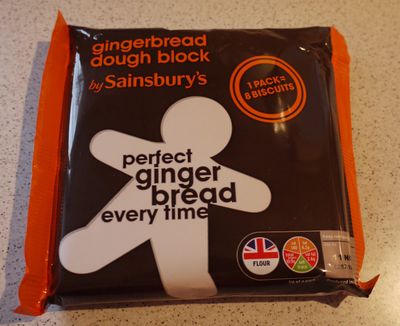 gingerbread
dough block
by Sainsbury's
1 PACK=
8 BISCUITS
perfect
ginger
bread
every time
FLOUR